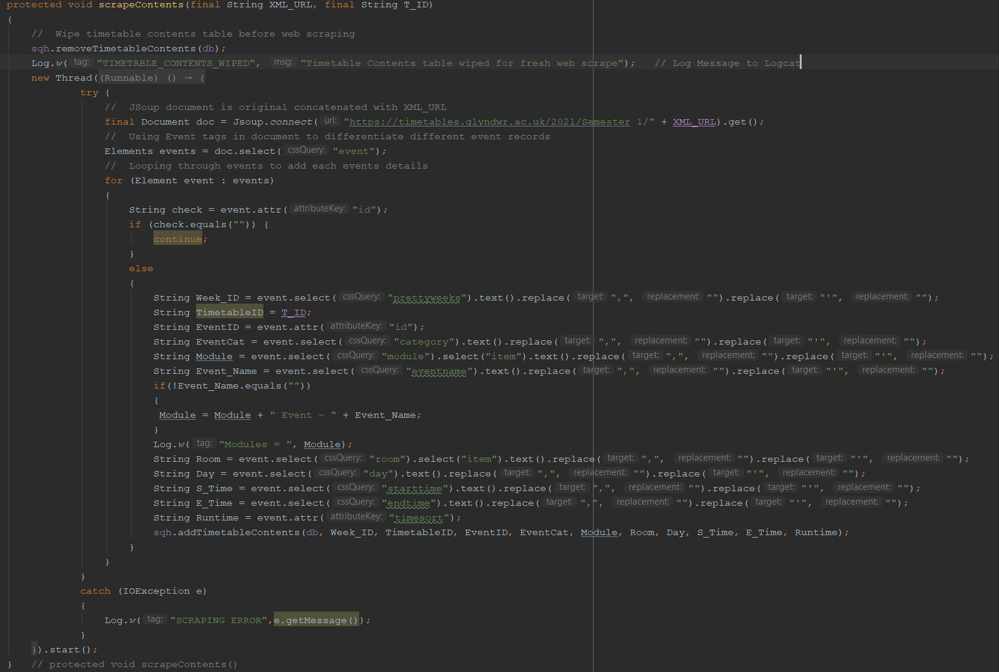 protected void scrapeContents(final String XML_URL, final String T_ID)
{
    //  Wipe timetable contents table before web scraping
    sqh.removeTimetableContents(db);
    Log.w( tag: "TIMETABLE_CONTENTS_WIPED",  msg: "Timetable Contents table wiped for fresh web scrape");   // Log Message to Logcat
    new Thread((Runnable) () → {
            try {
                //  JSoup document is original concatenated with XML_URL
                final Document doc = Jsoup.connect( url: "https://timetables.glyndwr.ac.uk/2021/Semester 1/" + XML_URL).get();
                //  Using Event tags in document to differentiate different event records
                Elements events = doc.select( cssQuery: "event");
                //  Looping through events to add each events details
                for (Element event : events)
                {
                    String check = event.attr( attributeKey: "id");
                    if (check.equals("")) {
                        continue;
                    }
                    else
                    {
                        String Week_ID = event.select( cssQuery: "prettyweeks").text().replace( target: ",",  replacement: "").replace( target: "'",  replacement: "");
                        String TimetableID = T_ID;
                        String EventID = event.attr( attributeKey: "id");
                        String EventCat = event.select( cssQuery: "category").text().replace( target: ",",  replacement: "").replace( target: "'",  replacement: "");
                        String Module = event.select( cssQuery: "module").select("item").text().replace( target: ",",  replacement: "").replace( target: "'",  replacement: "");
                        String Event_Name = event.select( cssQuery: "eventname").text().replace( target: ",",  replacement: "").replace( target: "'",  replacement: "");
                        if(!Event_Name.equals(""))
                        {
                         Module = Module + " Event - " + Event_Name;
                        }
                        Log.w( tag: "Modules = ", Module);
                        String Room = event.select( cssQuery: "room").select("item").text().replace( target: ",",  replacement: "").replace( target: "'",  replacement: "");
                        String Day = event.select( cssQuery: "day").text().replace( target: ",",  replacement: "").replace( target: "'",  replacement: "");
                        String S_Time = event.select( cssQuery: "starttime").text().replace( target: ",",  replacement: "").replace( target: "'",  replacement: "");
                        String E_Time = event.select( cssQuery: "endtime").text().replace( target: ",",  replacement: "").replace( target: "'",  replacement: "");
                        String Runtime = event.attr( attributeKey: "timesort");
                        sqh.addTimetableContents(db, Week_ID, TimetableID, EventID, EventCat, Module, Room, Day, S_Time, E_Time, Runtime);
                    }
                }
            }
            catch (IOException e)
            {
                Log.w( tag: "SCRAPING ERROR",e.getMessage());
            }
    }).start();
}   // protected void scrapeContents()